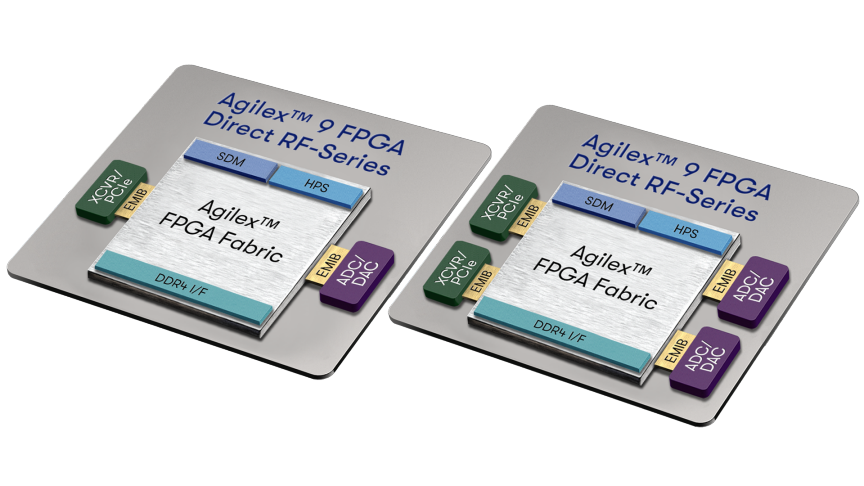 Agilex™ 9 FPGA
Direct RF-Series
SDM
HPS
XCVR/
PCIe
EMIB
Agilex™
FPGA Fabric
EMIB
ADC/
DAC
DDR4 I/F
Agilex™ 9 FPGA
Direct RF-Series
SDM
HPS
XCVR/
PCIe
EMIB
XCVR/
PCIe
EMIB
Agilex™
FPGA Fabric
EMIB
ADC/
DAC
EMIB
ADC/
DAC
DDR4 I/F